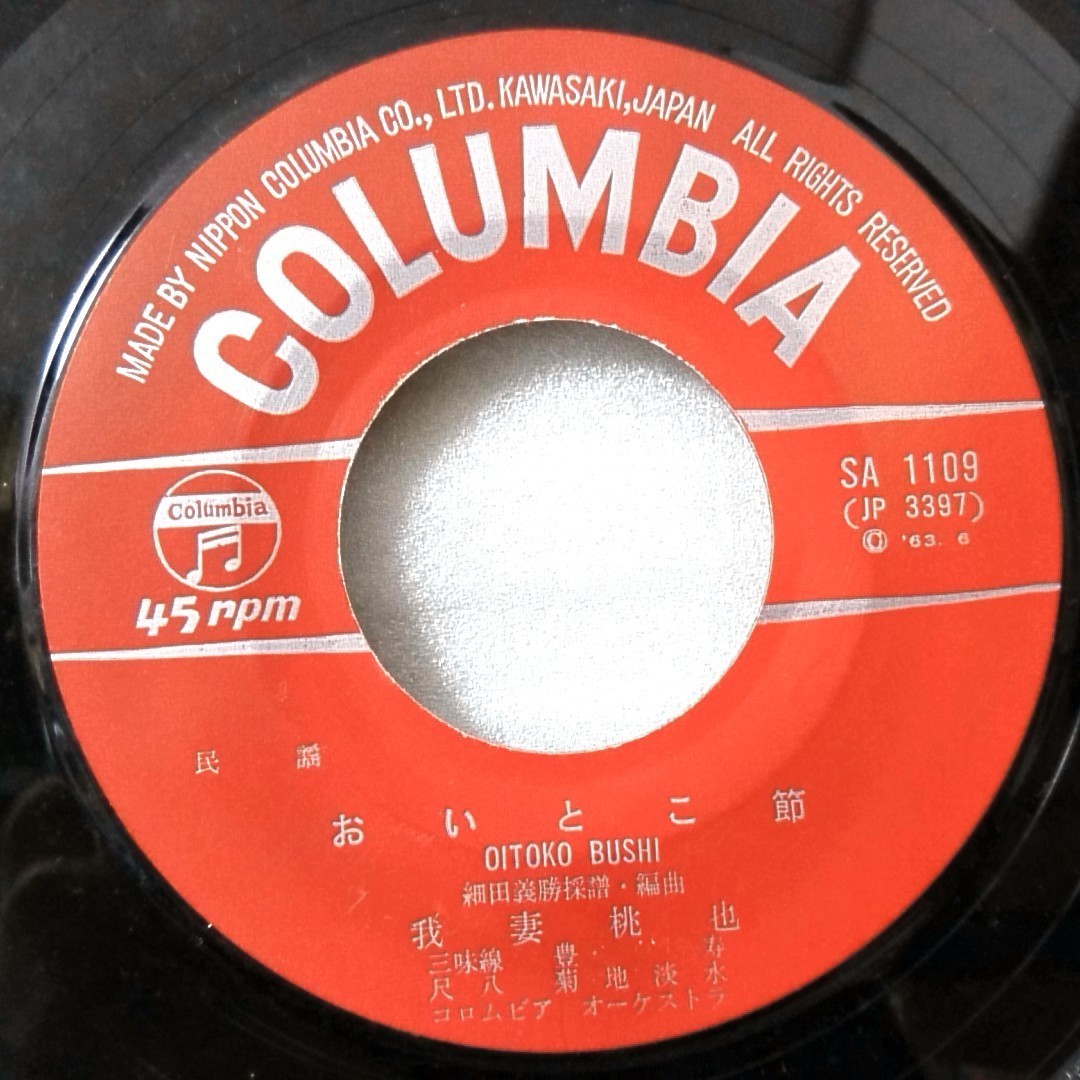 MADE BY NIPPON COLUMBIA CO., LTD. KAWASAKI, JAPAN ALL RIGHTS RESERVED
COLUMBIA
Columbia
45 rpm
SA 1109
(JP 3397)
'63. 6
民謡
おいとこ節
OITOKO BUSHI
細田義勝採譜・編曲
我妻桃也
三味線 豊寿
尺八 菊地淡水
コロムビア オーケストラ